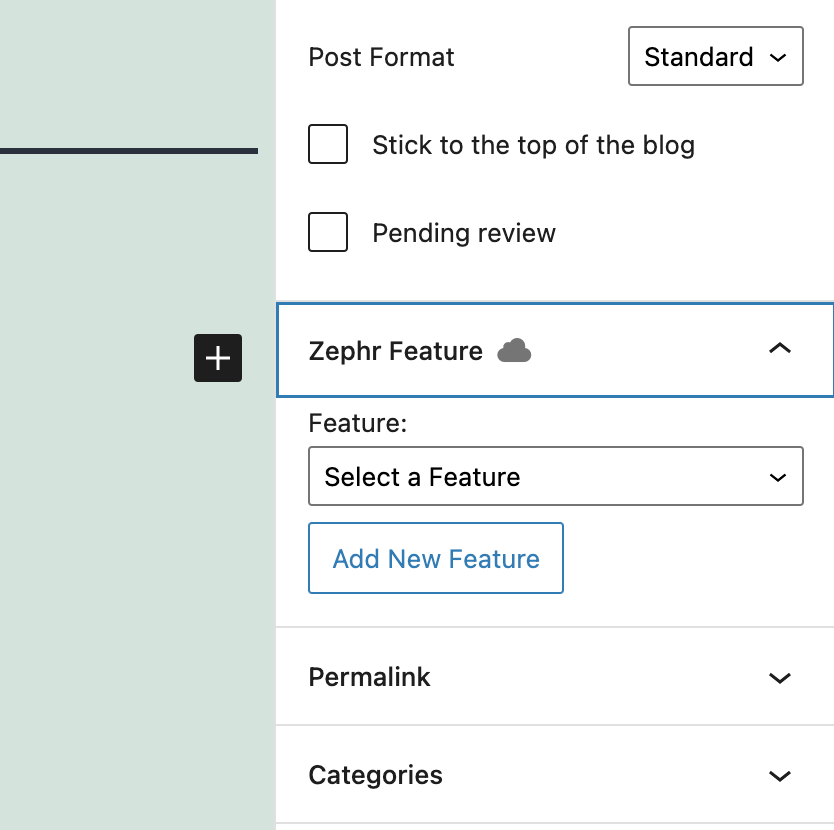 Post Format
Standard
Stick to the top of the blog
Pending review
Zephr Feature
Feature:
Select a Feature
Add New Feature
Permalink
Categories